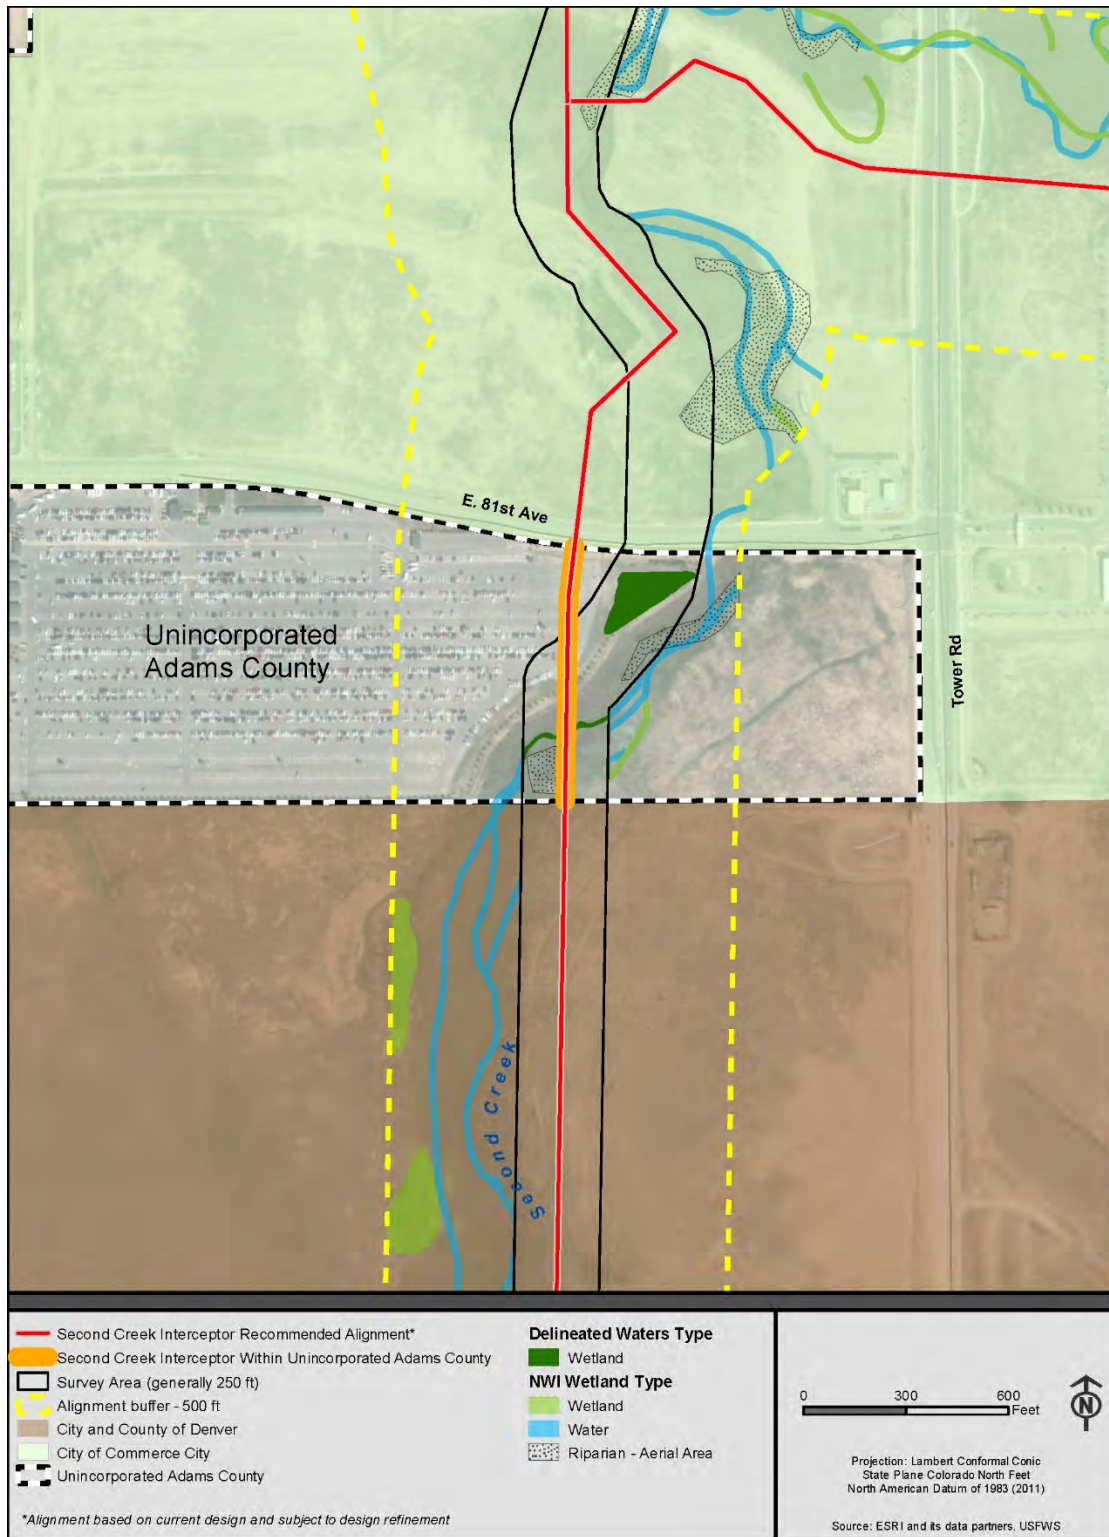 E. 81st Ave
Unincorporated
Adams County
Tower Rd
Second Creek
Second Creek Interceptor Recommended Alignment*
Second Creek Interceptor Within Unincorporated Adams County
Survey Area (generally 250 ft)
Alignment buffer - 500 ft
City and County of Denver
City of Commerce City
Unincorporated Adams County
*Alignment based on current design and subject to design refinement
Delineated Waters Type
Wetland
NWI Wetland Type
Wetland
Water
Riparian - Aerial Area
0 300 600
Feet
N
Projection: Lambert Conformal Conic
State Plane Colorado North Feet
North American Datum of 1983 (2011)
Source: ESRI and its data partners, USFWS